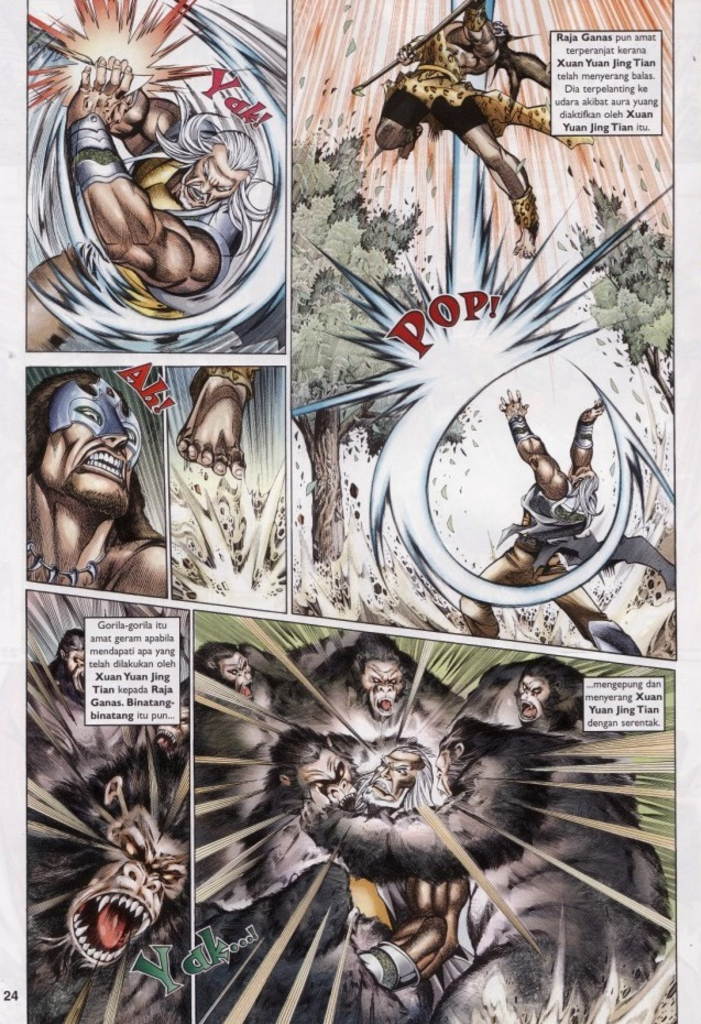 Yak!
Raja Ganas pun amat
terperanjat kerana
Xuan Yuan Jing Tian
telah menyerang balas.
Dia terpelanting ke
udara akibat aura yuang
diaktifkan oleh Xuan
Yuan Jing Tian itu.
POP!
Ah!
Gorila-gorila itu
amat geram apabila
mendapati apa yang
telah dilakukan oleh
Xuan Yuan Jing
Tian kepada Raja
Ganas. Binatang-
binatang itu pun...
...mengepung dan
menyerang Xuan
Yuan Jing Tian
dengan serentak.
Yak...!
24